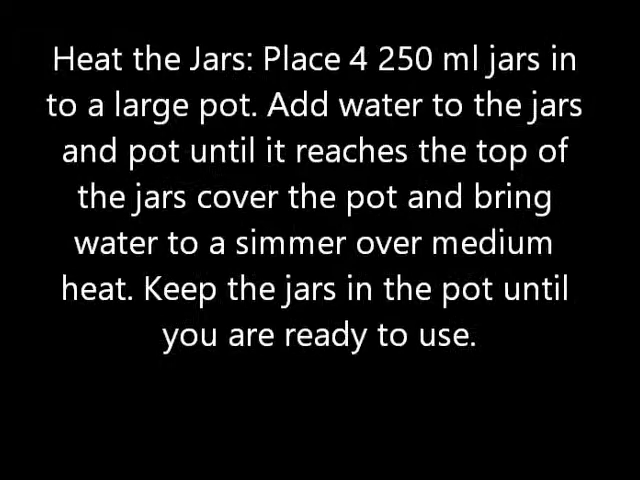 Heat the Jars: Place 4 250 ml jars in
to a large pot. Add water to the jars
and pot until it reaches the top of
the jars cover the pot and bring
water to a simmer over medium
heat. Keep the jars in the pot until
you are ready to use.